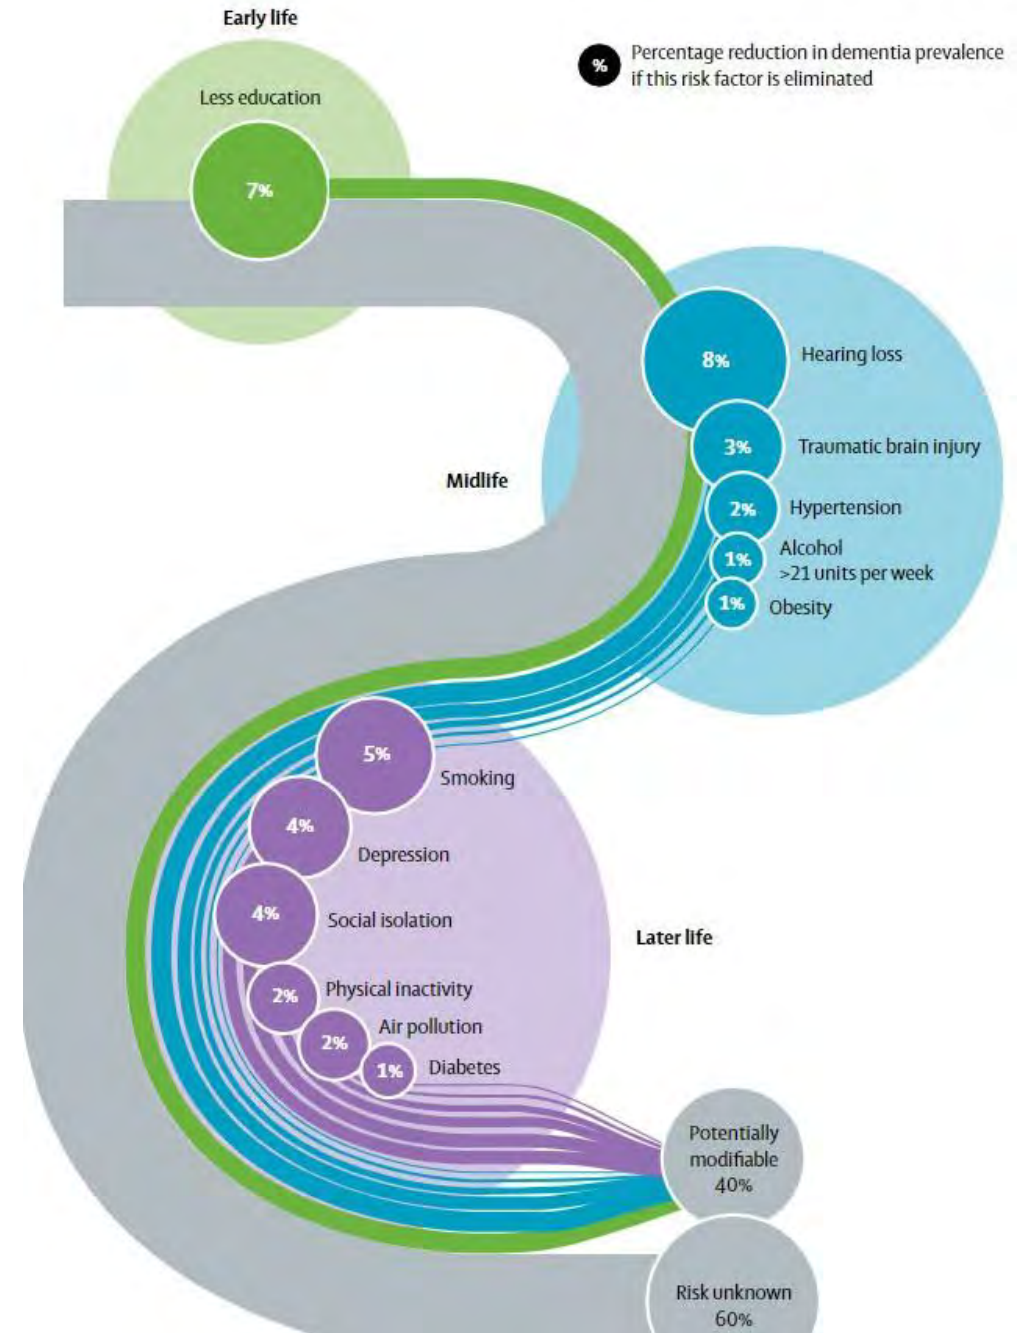 Early life
%
Percentage reduction in dementia prevalence
if this risk factor is eliminated
Less education
7%
8%
Hearing loss
3%
Traumatic brain injury
Midlife
2%
Hypertension
1%
Alcohol
>21 units per week
1%
Obesity
5%
Smoking
4%
Depression
4%
Social isolation
Later life
2%
Physical inactivity
2%
Air pollution
1%
Diabetes
Potentially
modifiable
40%
Risk unknown
60%